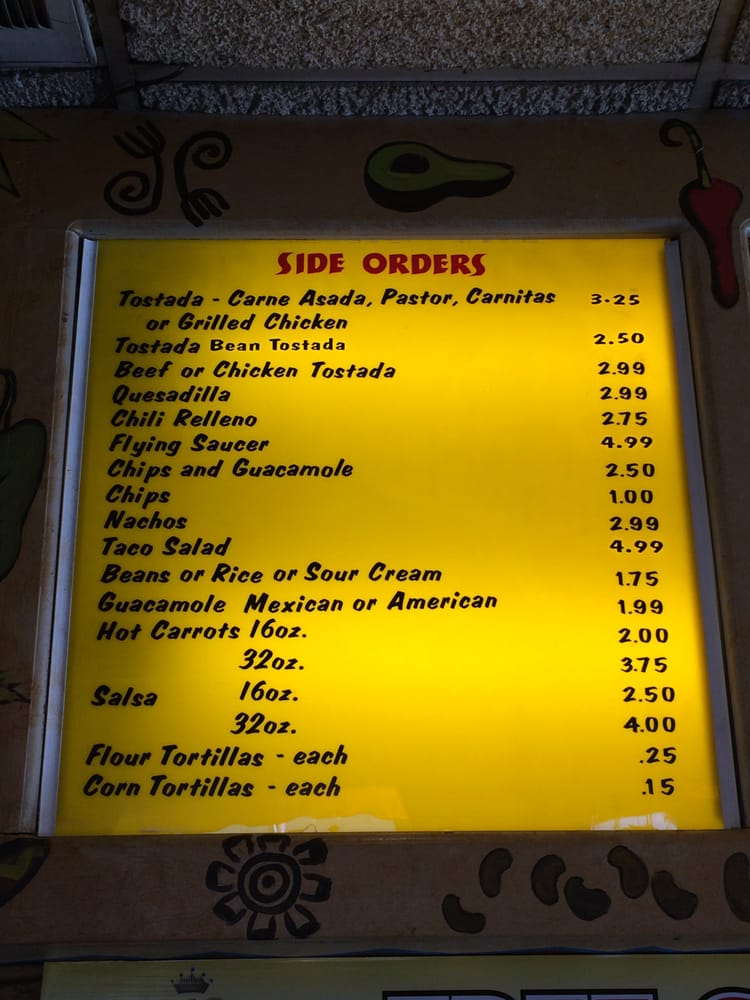 SIDE ORDERS
Tostada - Carne Asada, Pastor, Carnitas 3.25
or Grilled Chicken
Tostada Bean Tostada 2.50
Beef or Chicken Tostada 2.99
Quesadilla 2.99
Chili Relleno 2.75
Flying Saucer 4.99
Chips and Guacamole 2.50
Chips 1.00
Nachos 2.99
Taco Salad 4.99
Beans or Rice or Sour Cream 1.75
Guacamole Mexican or American 1.99
Hot Carrots 16oz. 2.00
32oz. 3.75
Salsa 16oz. 2.50
32oz. 4.00
Flour Tortillas - each .25
Corn Tortillas - each .15